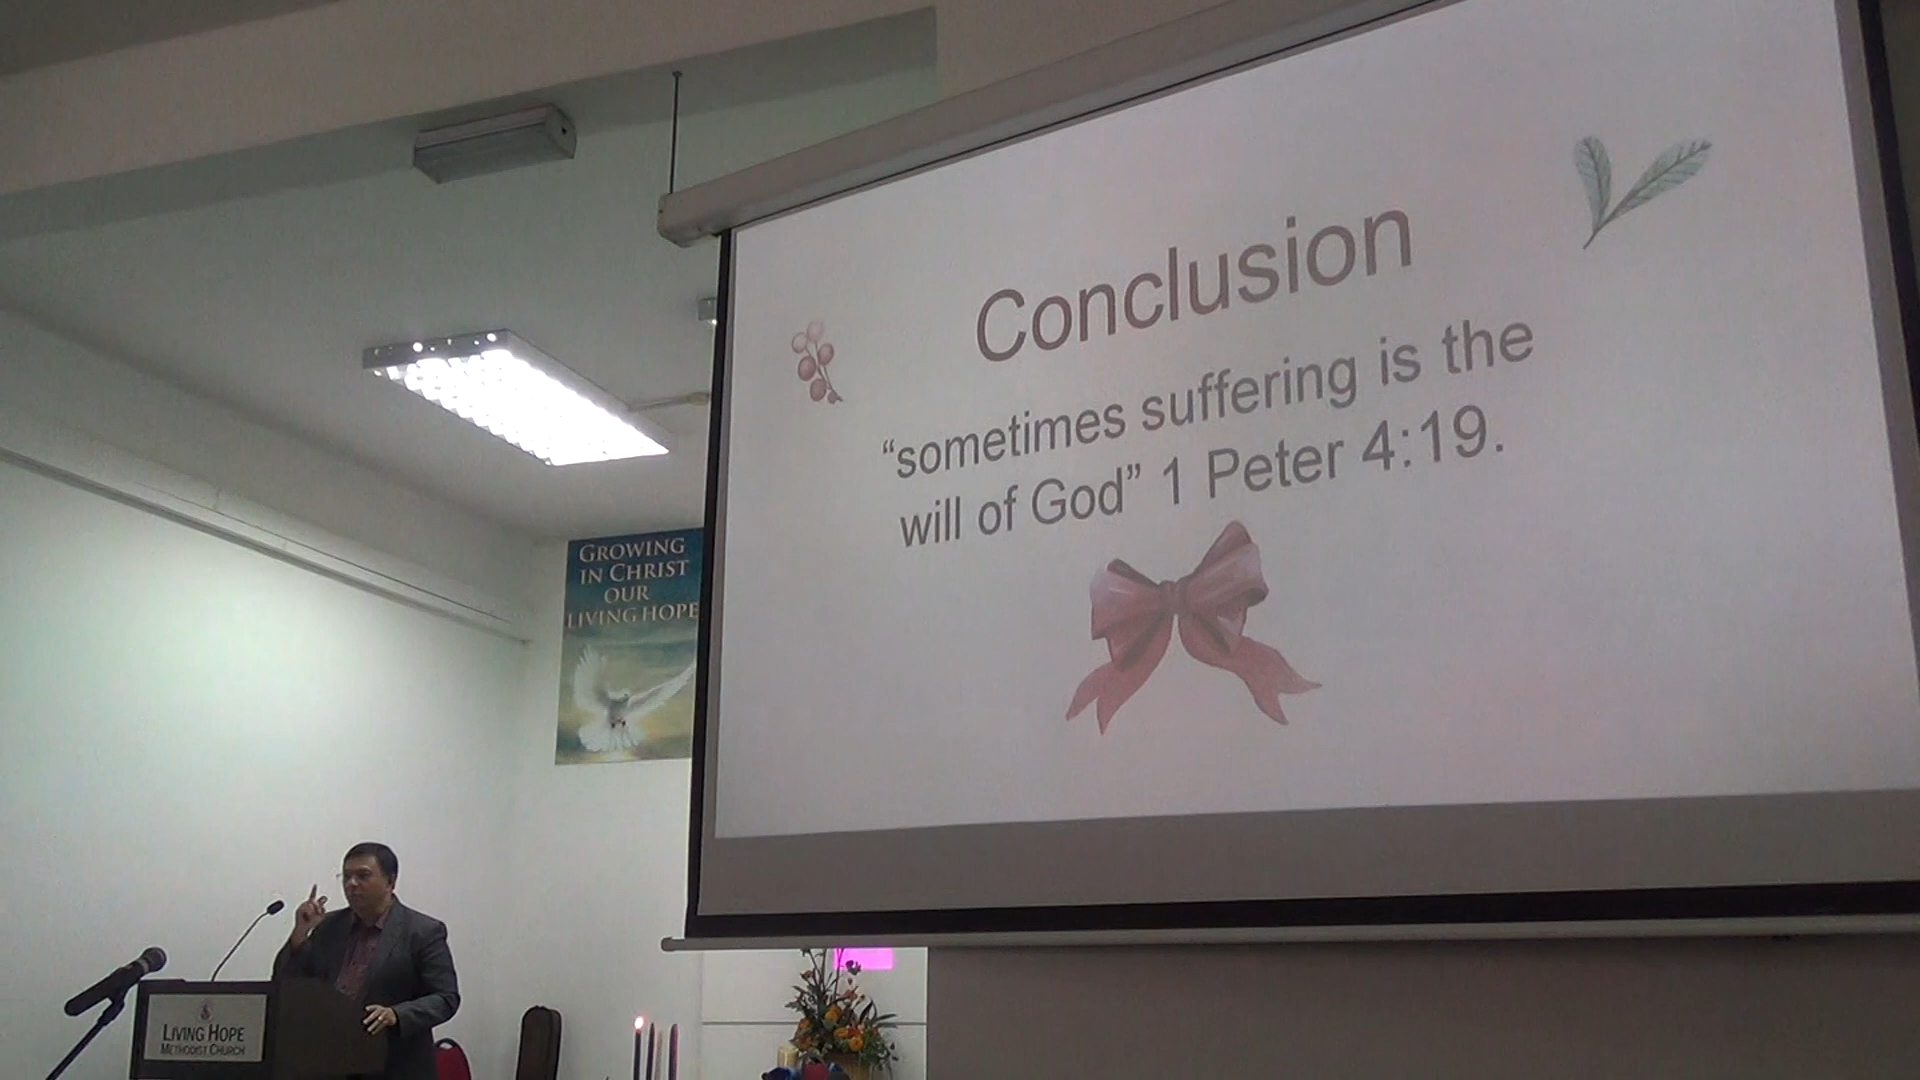 Conclusion
“sometimes suffering is the
will of God” 1 Peter 4:19.
GROWING
IN CHRIST
OUR
LIVING HOPE
LIVING HOPE
METHODIST CHURCH